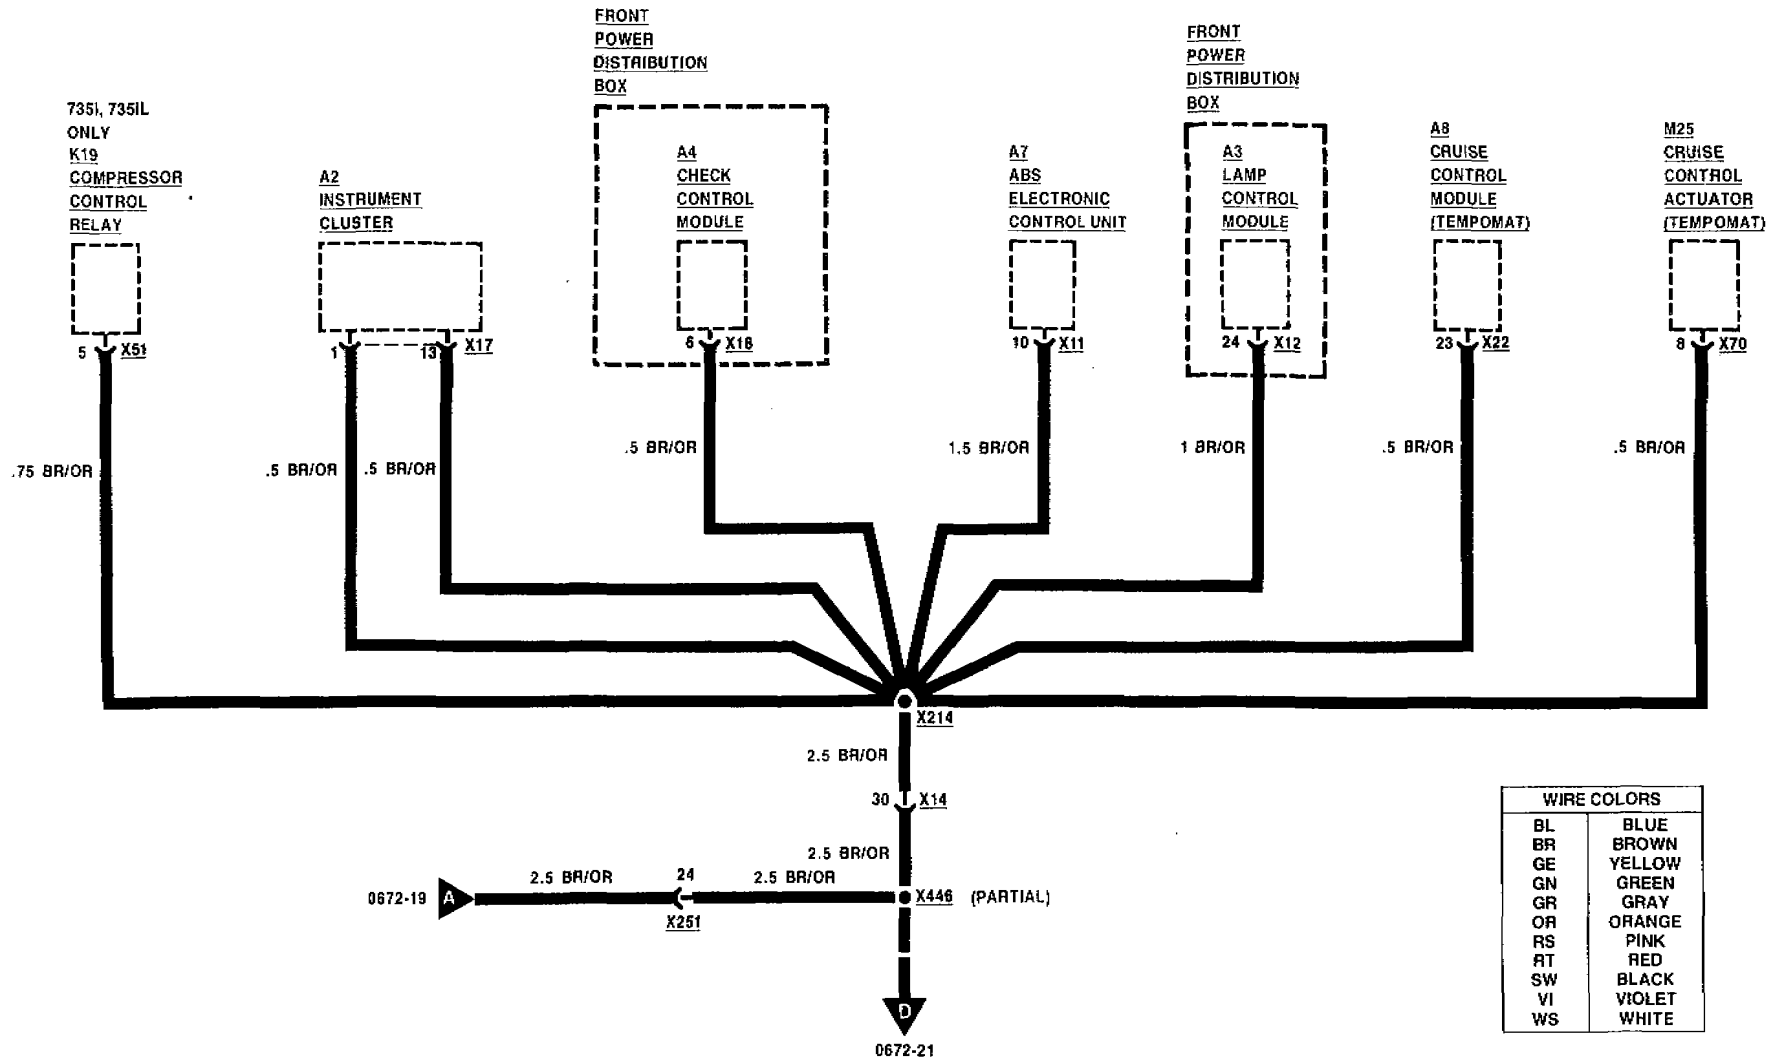 FRONT
POWER
DISTRIBUTION
BOX
FRONT
POWER
DISTRIBUTION
BOX
735I, 735IL
ONLY
K19
COMPRESSOR
CONTROL
RELAY
A2
INSTRUMENT
CLUSTER
A4
CHECK
CONTROL
MODULE
A7
ABS
ELECTRONIC
CONTROL UNIT
A3
LAMP
CONTROL
MODULE
A8
CRUISE
CONTROL
MODULE
(TEMPOMAT)
M25
CRUISE
CONTROL
ACTUATOR
(TEMPOMAT)
5 X51
1 13 X17
6 X18
10 X11
24 X12
23 X22
8 X70
.75 BR/OR
.5 BR/OR
.5 BR/OR
.5 BR/OR
1.5 BR/OR
1 BR/OR
.5 BR/OR
.5 BR/OR
X214
2.5 BR/OR
30 X14
2.5 BR/OR
0672-19 A
2.5 BR/OR
24
X251
2.5 BR/OR
X446 (PARTIAL)
D
0672-21
WIRE COLORS
BL BLUE
BR BROWN
GE YELLOW
GN GREEN
GR GRAY
OR ORANGE
RS PINK
RT RED
SW BLACK
VI VIOLET
WS WHITE